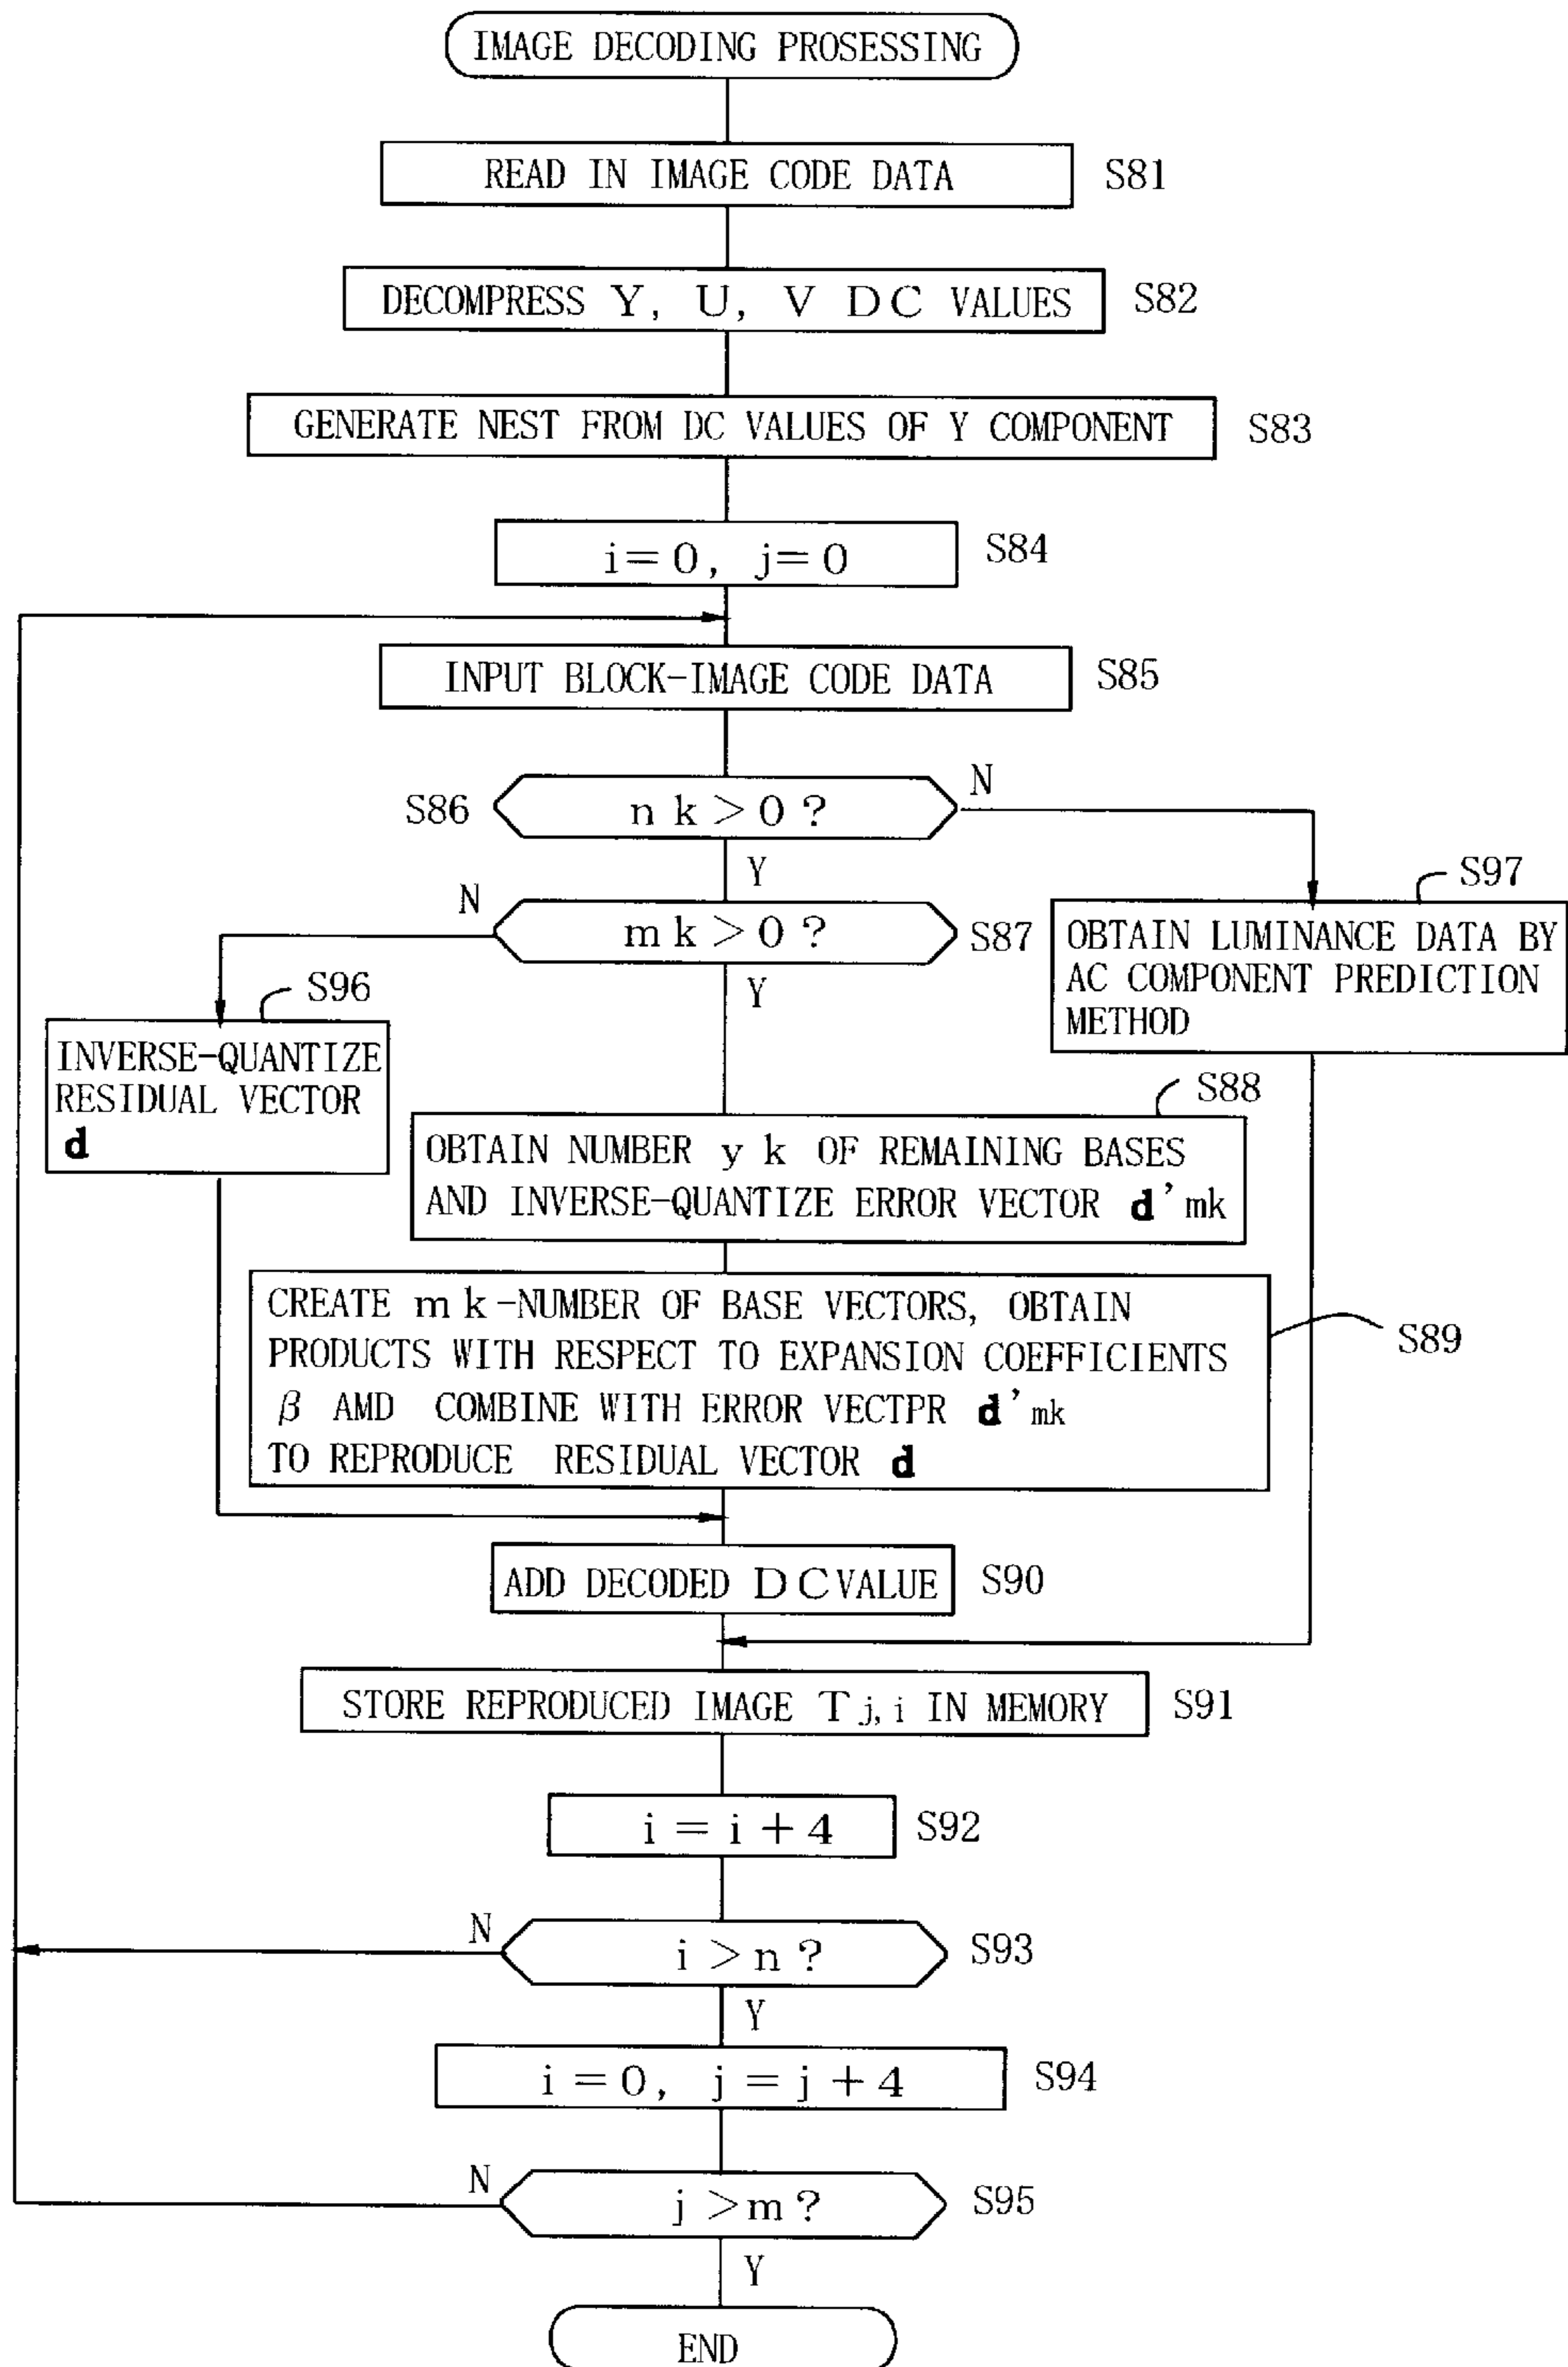 IMAGE DECODING PROSESSING
READ IN IMAGE CODE DATA S81
DECOMPRESS Y, U, V DC VALUES S82
GENERATE NEST FROM DC VALUES OF Y COMPONENT S83
i=0, j=0 S84
INPUT BLOCK-IMAGE CODE DATA S85
S86 nk>0? N
Y
N mk>0? S87
Y
S97
OBTAIN LUMINANCE DATA BY
AC COMPONENT PREDICTION
METHOD
S96
INVERSE-QUANTIZE
RESIDUAL VECTOR
d
S88
OBTAIN NUMBER yk OF REMAINING BASES
AND INVERSE-QUANTIZE ERROR VECTOR d'mk
CREATE mk-NUMBER OF BASE VECTORS, OBTAIN
PRODUCTS WITH RESPECT TO EXPANSION COEFFICIENTS
β AMD COMBINE WITH ERROR VECTPR d'mk
TO REPRODUCE RESIDUAL VECTOR d
S89
ADD DECODED DC VALUE S90
STORE REPRODUCED IMAGE Tj,i IN MEMORY S91
i=i+4 S92
N i>n? S93
Y
i=0, j=j+4 S94
N j>m? S95
Y
END